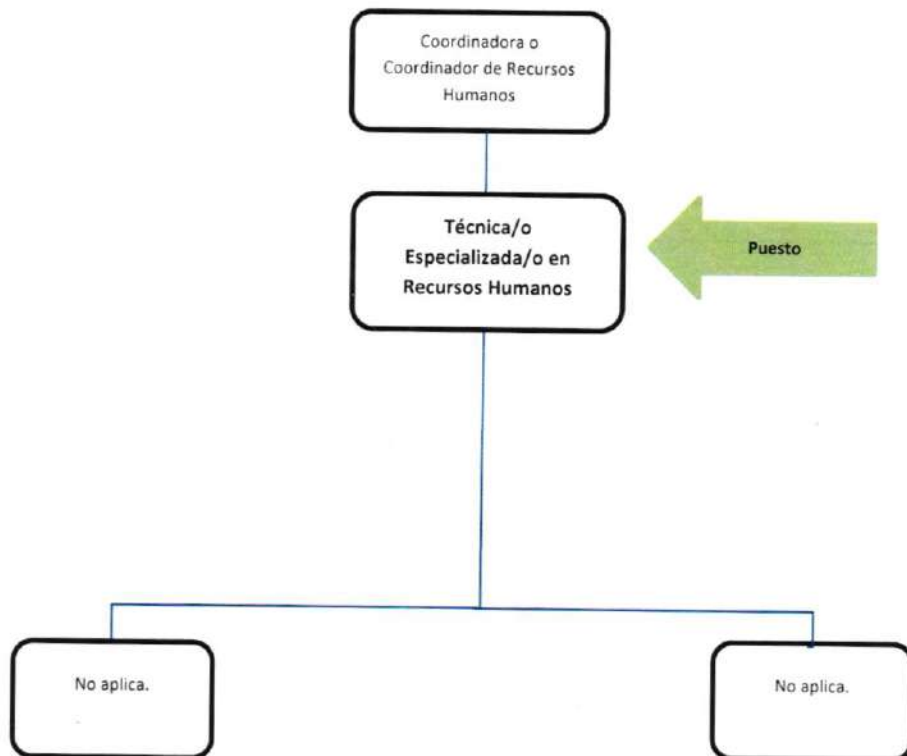 Coordinadora o
Coordinador de Recursos
Humanos
Técnica/o
Especializada/o en
Recursos Humanos
Puesto
No aplica.
No aplica.